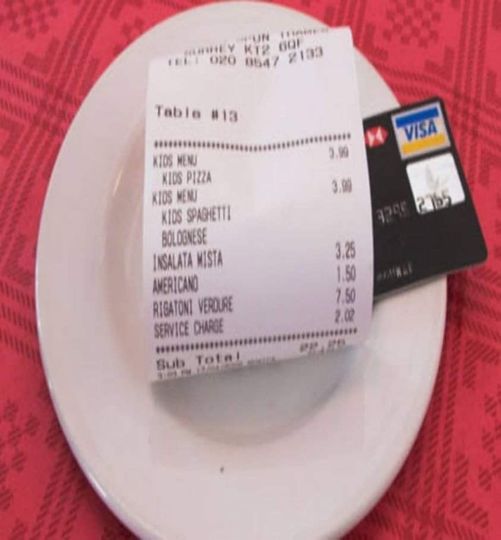 SURREY KT2 6QF
TEL: 020 8547 2133
Table #13
KIDS MENU 3.99
KIDS PIZZA
KIDS MENU 3.99
KIDS SPAGHETTI
BOLOGNESE
INSALATA MISTA 3.25
AMERICANO 1.50
RIGATONI VERDURE 7.50
SERVICE CHARGE 2.02
Sub Total 22.25
VISA